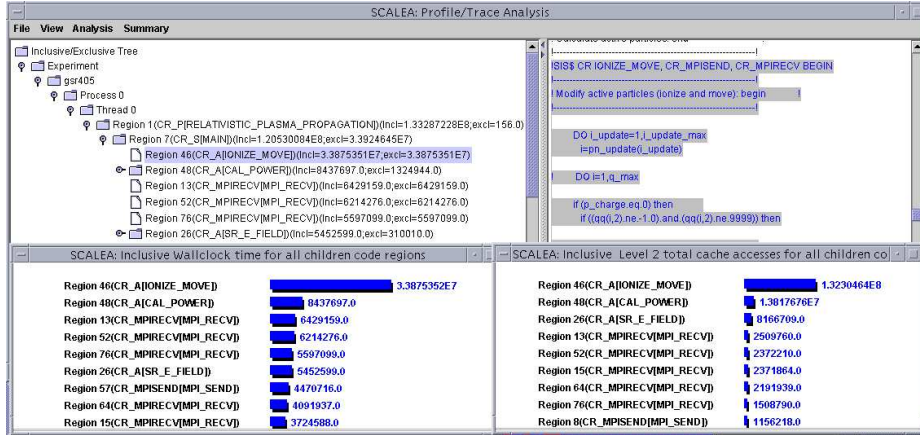 SCALEA: Profile/Trace Analysis
File View Analysis Summary
Inclusive/Exclusive Tree
Experiment
gsr405
Process 0
Thread 0
Region 1(CR_P[RELATIVISTIC_PLASMA_PROPAGATION])(Incl=1.33287228E8;excl=156.0)
Region 7(CR_S[MAIN])(Incl=1.20530084E8;excl=3.3924645E7)
Region 46(CR_A[IONIZE_MOVE])(Incl=3.3875351E7;excl=3.3875351E7)
Region 48(CR_A[CAL_POWER])(Incl=8437697.0;excl=1324944.0)
Region 13(CR_MPIRECV[MPI_RECV])(Incl=6429159.0;excl=6429159.0)
Region 52(CR_MPIRECV[MPI_RECV])(Incl=6214276.0;excl=6214276.0)
Region 76(CR_MPIRECV[MPI_RECV])(Incl=5597099.0;excl=5597099.0)
Region 26(CR_A[SR_E_FIELD])(Incl=5452599.0;excl=310010.0)
!SIS$ CR IONIZE_MOVE, CR_MPISEND, CR_MPIRECV BEGIN
!----------------------------------------------------------!
! Modify active particles (ionize and move): begin !
!----------------------------------------------------------!
DO i_update=1,i_update_max
i=pn_update(i_update)
! DO i=1,q_max
if (p_charge.eq.0) then
if ((qq(i,2).ne.-1.0).and.(qq(i,2).ne.9999)) then
SCALEA: Inclusive Wallclock time for all children code regions
Region 46(CR_A[IONIZE_MOVE]) 3.3875352E7
Region 48(CR_A[CAL_POWER]) 8437697.0
Region 13(CR_MPIRECV[MPI_RECV]) 6429159.0
Region 52(CR_MPIRECV[MPI_RECV]) 6214276.0
Region 76(CR_MPIRECV[MPI_RECV]) 5597099.0
Region 26(CR_A[SR_E_FIELD]) 5452599.0
Region 57(CR_MPISEND[MPI_SEND]) 4470716.0
Region 64(CR_MPIRECV[MPI_RECV]) 4091937.0
Region 15(CR_MPIRECV[MPI_RECV]) 3724588.0
SCALEA: Inclusive Level 2 total cache accesses for all children co
Region 46(CR_A[IONIZE_MOVE]) 1.3230464E8
Region 48(CR_A[CAL_POWER]) 1.3817676E7
Region 26(CR_A[SR_E_FIELD]) 8166709.0
Region 13(CR_MPIRECV[MPI_RECV]) 2509760.0
Region 52(CR_MPIRECV[MPI_RECV]) 2372210.0
Region 15(CR_MPIRECV[MPI_RECV]) 2371864.0
Region 64(CR_MPIRECV[MPI_RECV]) 2191939.0
Region 76(CR_MPIRECV[MPI_RECV]) 1508790.0
Region 8(CR_MPISEND[MPI_SEND]) 1156218.0